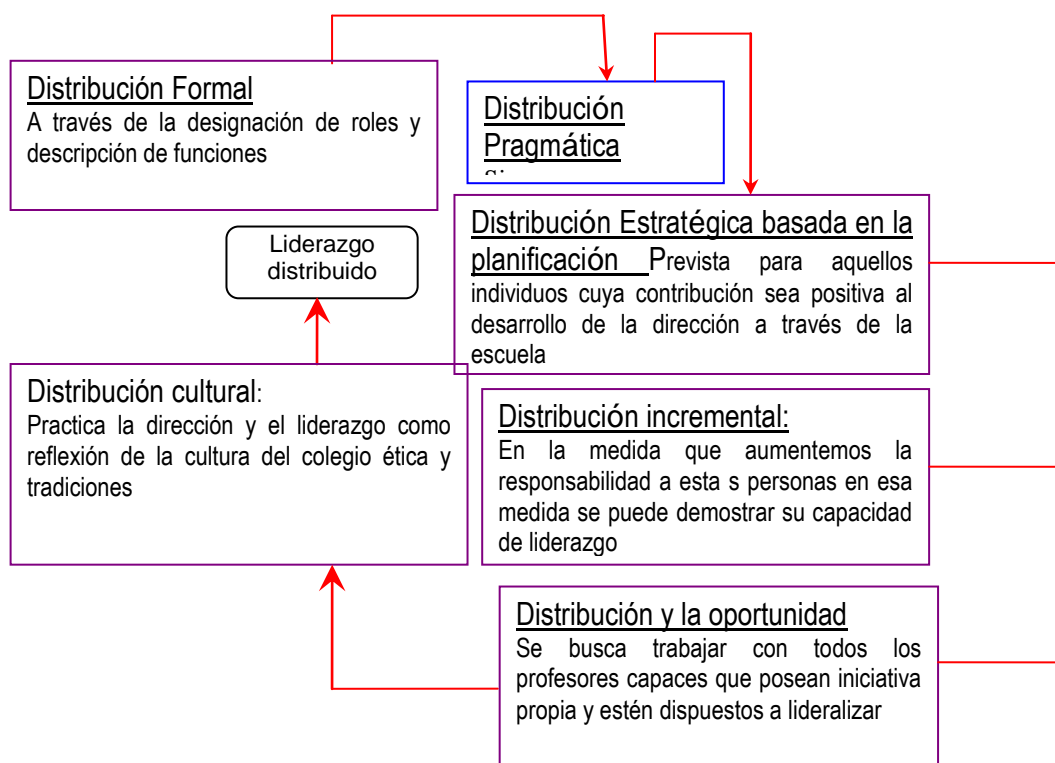 Distribución Formal
A través de la designación de roles y
descripción de funciones
Distribución
Pragmática
Distribución Estratégica basada en la
planificación Prevista para aquellos
individuos cuya contribución sea positiva al
desarrollo de la dirección a través de la
escuela
Liderazgo
distribuido
Distribución cultural:
Practica la dirección y el liderazgo como
reflexión de la cultura del colegio ética y
tradiciones
Distribución incremental:
En la medida que aumentemos la
responsabilidad a esta s personas en esa
medida se puede demostrar su capacidad
de liderazgo
Distribución y la oportunidad
Se busca trabajar con todos los
profesores capaces que posean iniciativa
propia y estén dispuestos a lideralizar